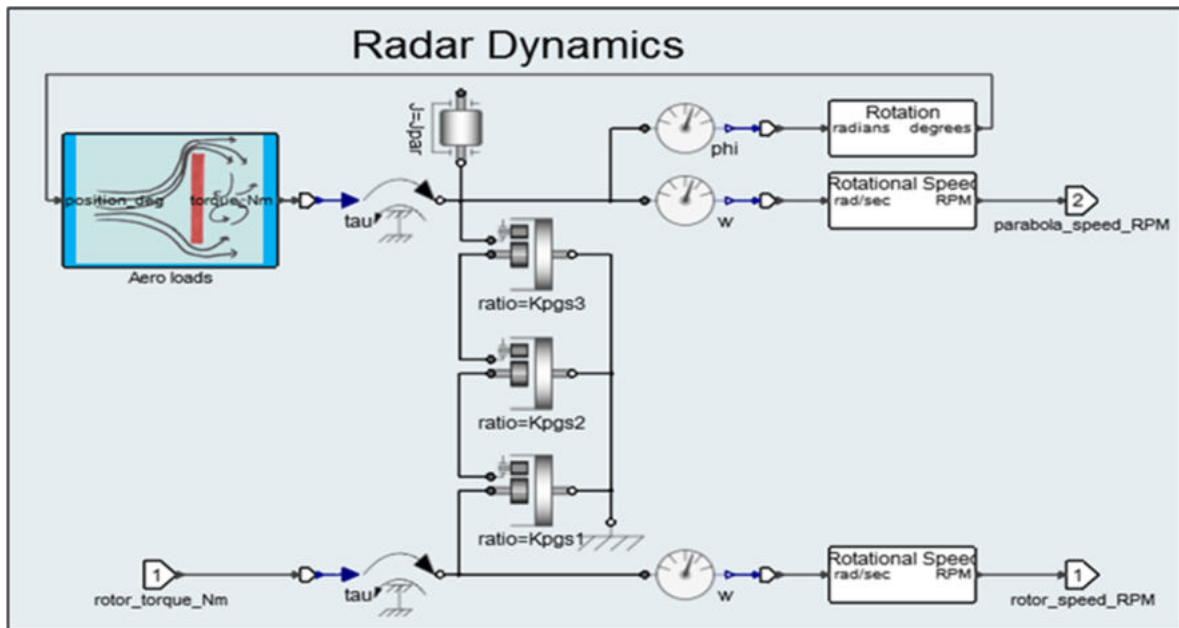 Radar Dynamics
J=Jpar
Rotation
radians degrees
phi
position_deg torque_Nm
tau
Rotational Speed
rad/sec RPM
w
2
parabola_speed_RPM
Aero loads
ratio=Kpgs3
ratio=Kpgs2
ratio=Kpgs1
1
rotor_torque_Nm
tau
w
Rotational Speed
rad/sec RPM
1
rotor_speed_RPM